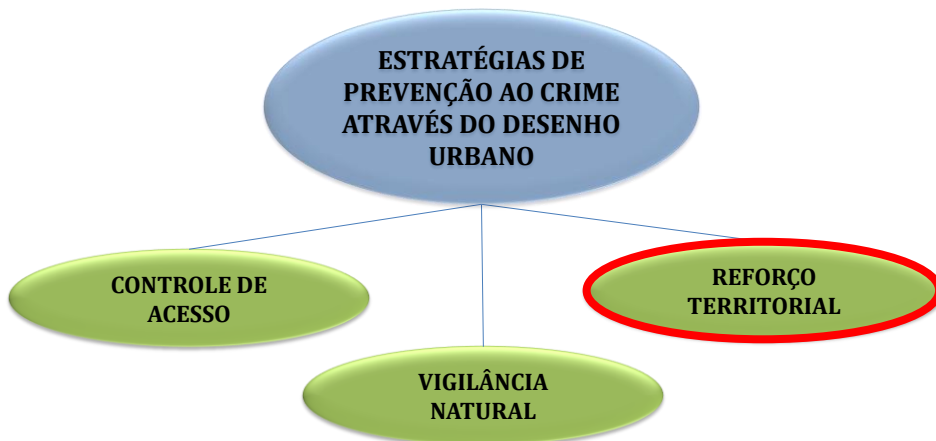 ESTRATÉGIAS DE
PREVENÇÃO AO CRIME
ATRAVÉS DO DESENHO
URBANO
CONTROLE DE
ACESSO
REFORÇO
TERRITORIAL
VIGILÂNCIA
NATURAL